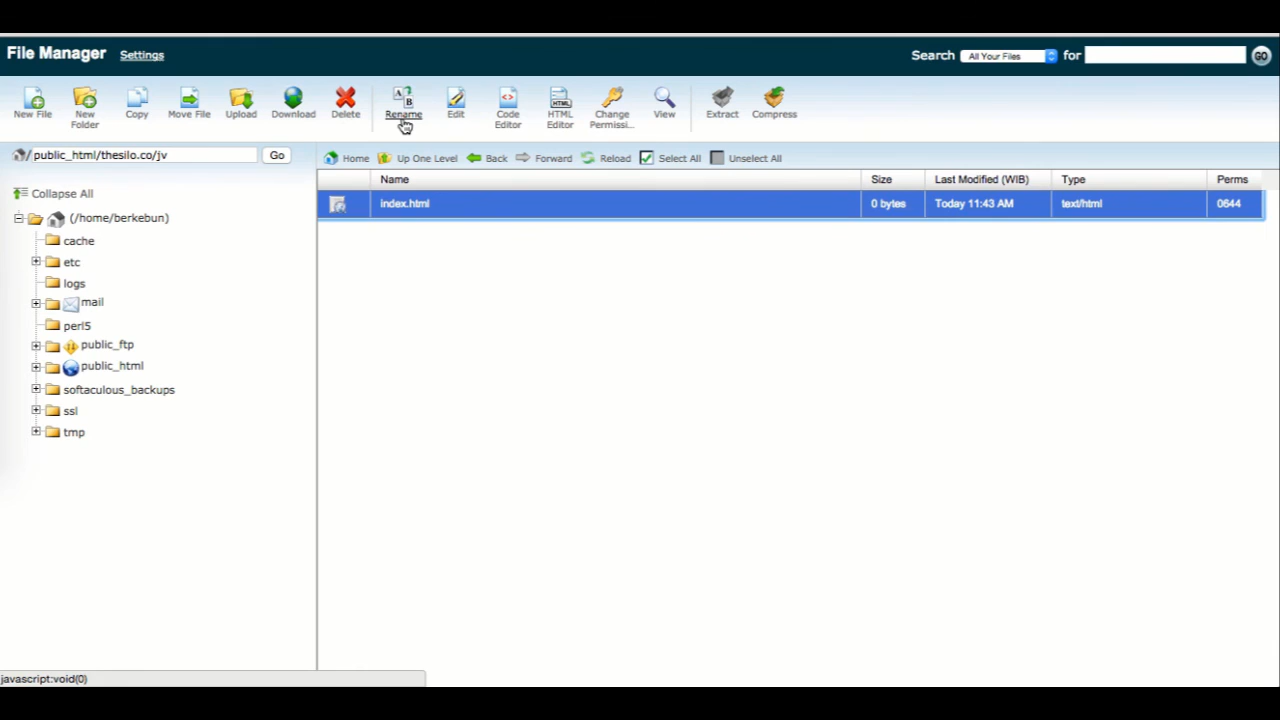 File Manager Settings Search All Your Files for GO
New File New Folder Copy Move File Upload Download Delete Rename Edit Code Editor HTML Editor Change Permissi... View Extract Compress
/ public_html/thesilo.co/jv Go
Home Up One Level Back Forward Reload Select All Unselect All
Collapse All
(/home/berkebun)
cache
etc
logs
mail
perl5
public_ftp
public_html
softaculous_backups
ssl
tmp
Name Size Last Modified (WIB) Type Perms
index.html 0 bytes Today 11:43 AM text/html 0644
javascript:void(0)